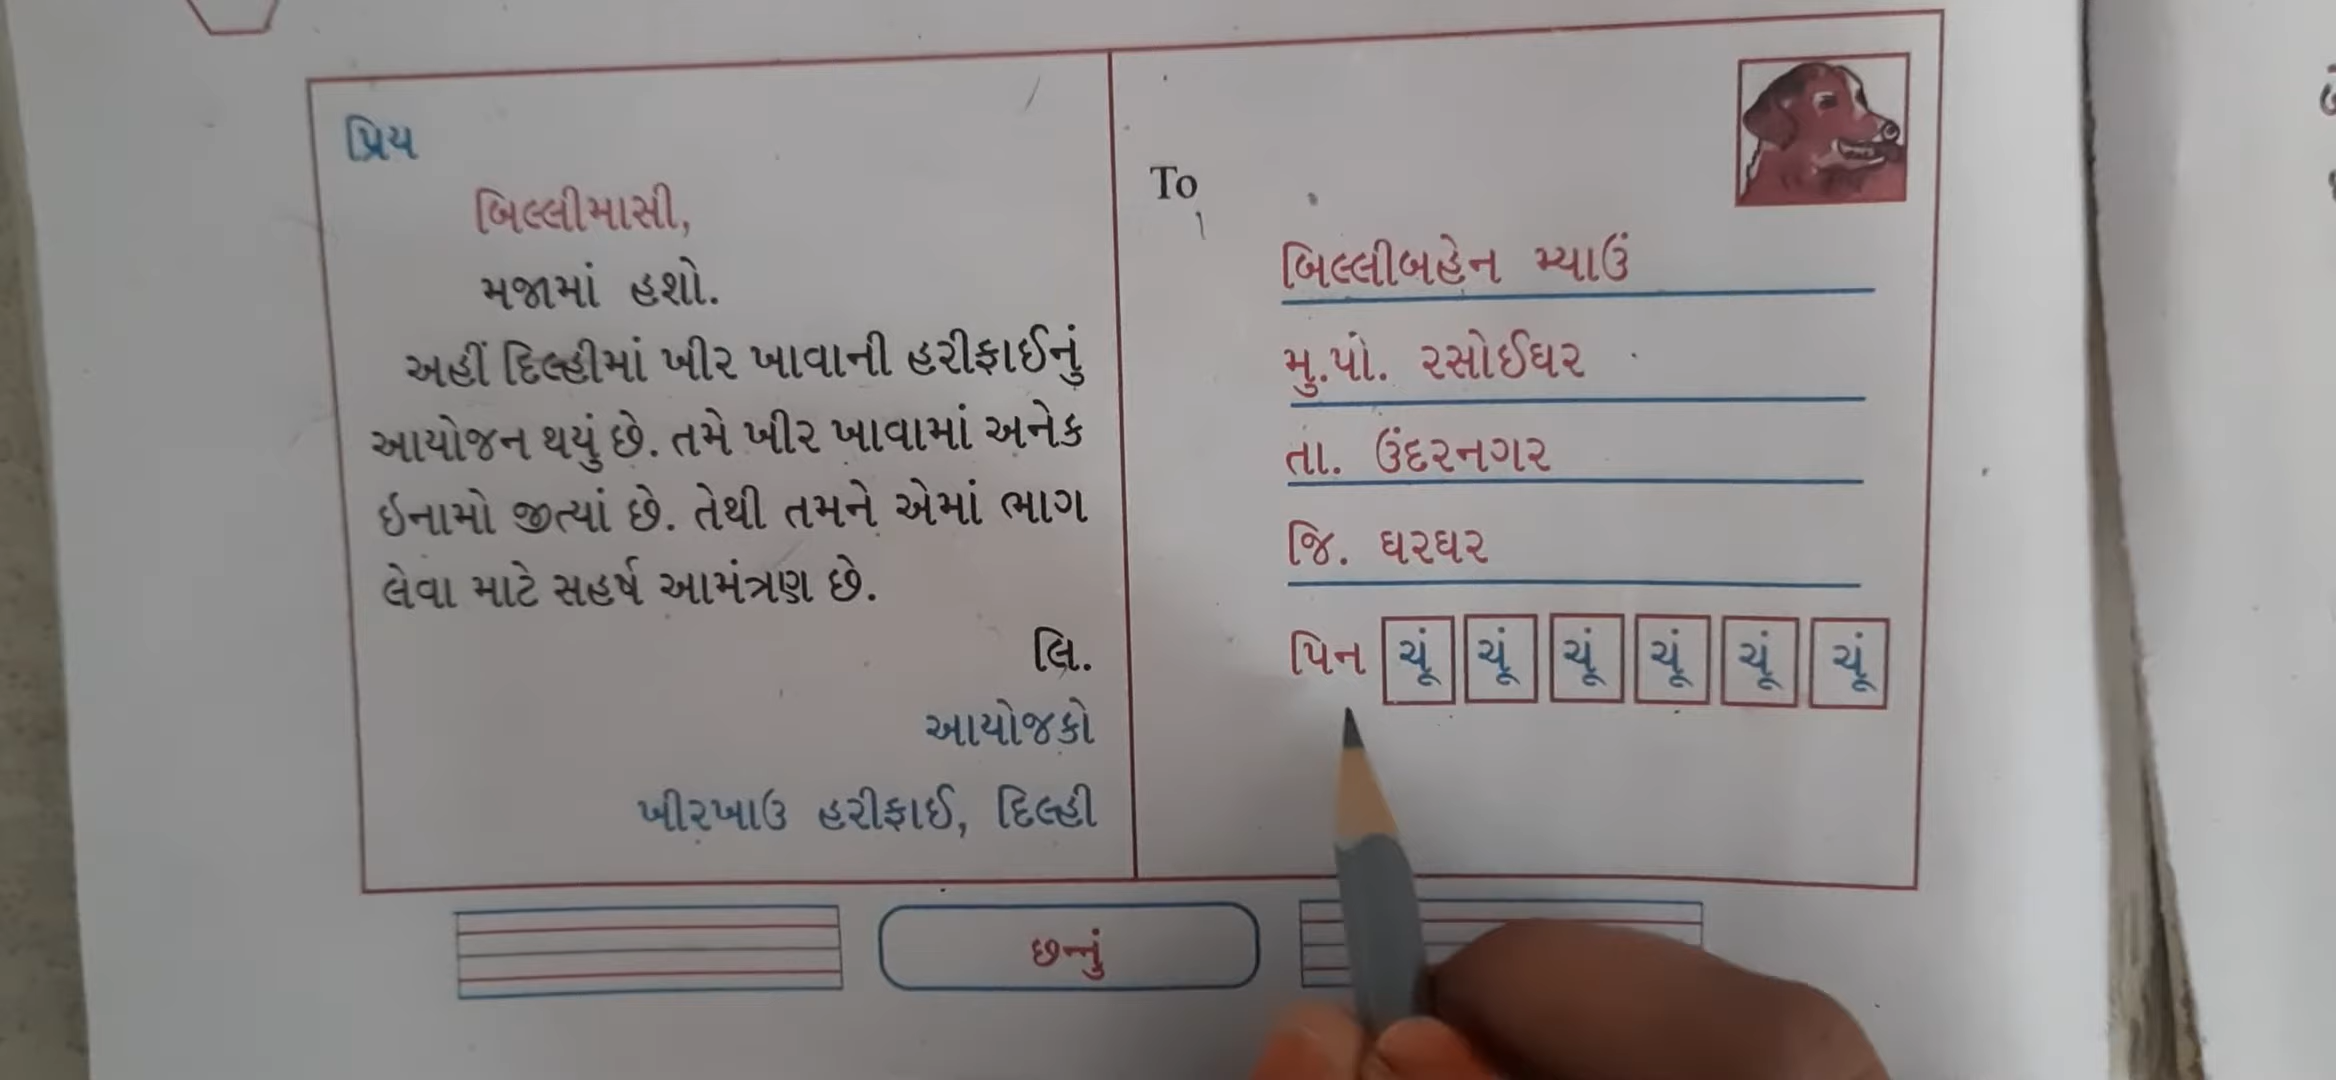 પ્રિય
બિલ્લીમાસી,
મજામાં હશો.
અહીં દિલ્હીમાં ખીર ખાવાની હરીફાઈનું
આયોજન થયું છે. તમે ખીર ખાવામાં અનેક
ઇનામો જીત્યાં છે. તેથી તમને એમાં ભાગ
લેવા માટે સહર્ષ આમંત્રણ છે.
લિ.
આયોજકો
ખીરખાઉ હરીફાઈ, દિલ્હી
To
બિલ્લીબહેન મ્યાઉં
મુ.પો. રસોઈઘર
તા. ઉંદરનગર
જિ. ઘરઘર
પિન ચૂં ચૂં ચૂં ચૂં ચૂં ચૂં
છન્નું